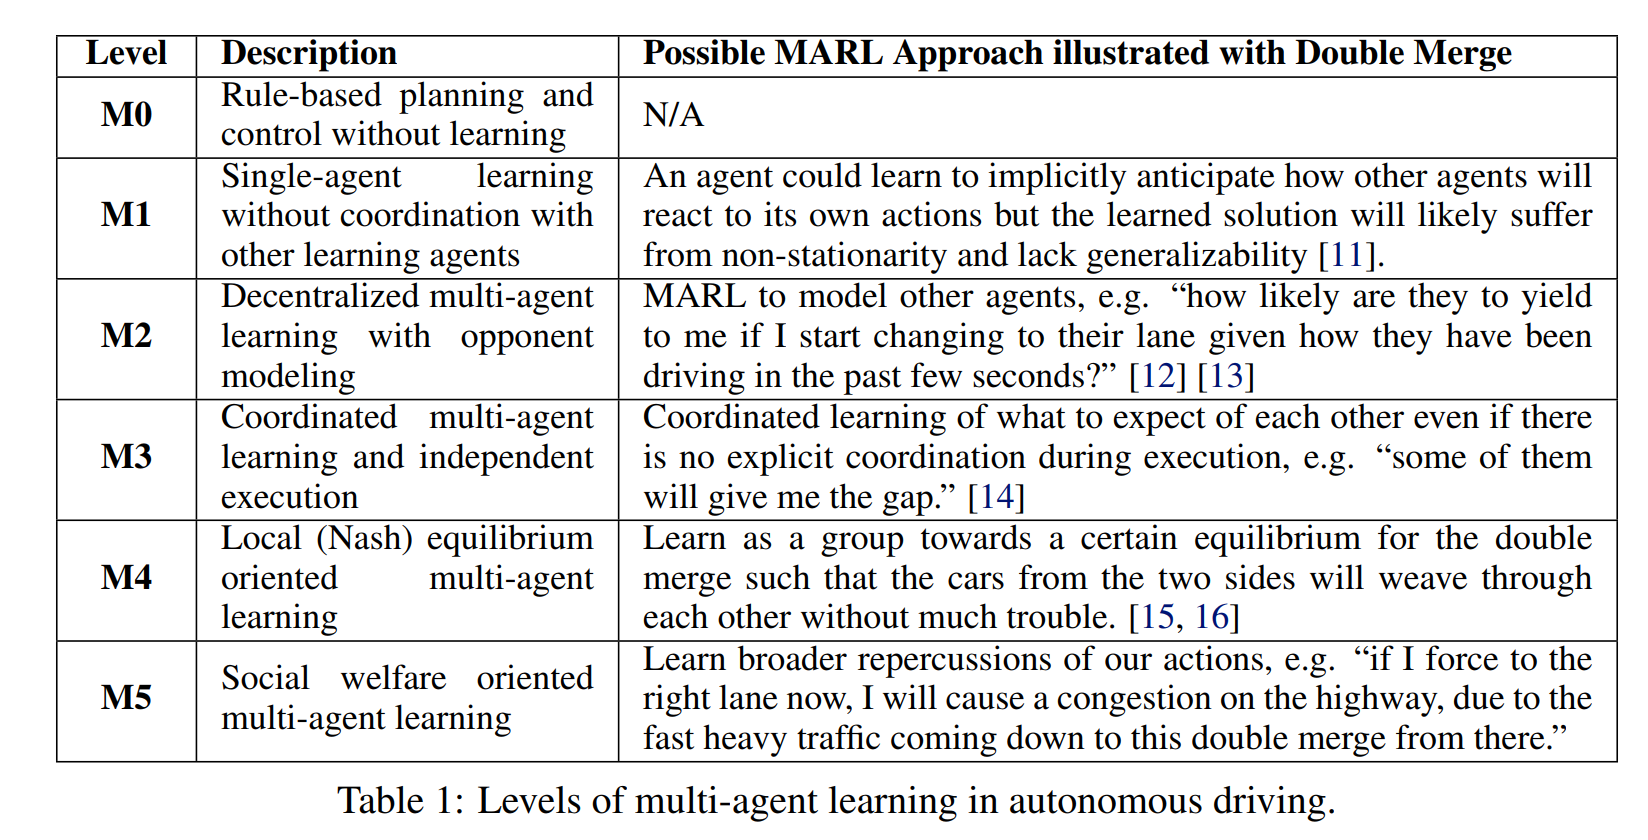 Level Description Possible MARL Approach illustrated with Double Merge
M0
Rule-based planning and
control without learning
N/A
M1
Single-agent learning
without coordination with
other learning agents
An agent could learn to implicitly anticipate how other agents will
react to its own actions but the learned solution will likely suffer
from non-stationarity and lack generalizability [11].
M2
Decentralized multi-agent
learning with opponent
modeling
MARL to model other agents, e.g. “how likely are they to yield
to me if I start changing to their lane given how they have been
driving in the past few seconds?” [12] [13]
M3
Coordinated multi-agent
learning and independent
execution
Coordinated learning of what to expect of each other even if there
is no explicit coordination during execution, e.g. “some of them
will give me the gap.” [14]
M4
Local (Nash) equilibrium
oriented multi-agent
learning
Learn as a group towards a certain equilibrium for the double
merge such that the cars from the two sides will weave through
each other without much trouble. [15, 16]
M5
Social welfare oriented
multi-agent learning
Learn broader repercussions of our actions, e.g. “if I force to the
right lane now, I will cause a congestion on the highway, due to the
fast heavy traffic coming down to this double merge from there.”
Table 1: Levels of multi-agent learning in autonomous driving.